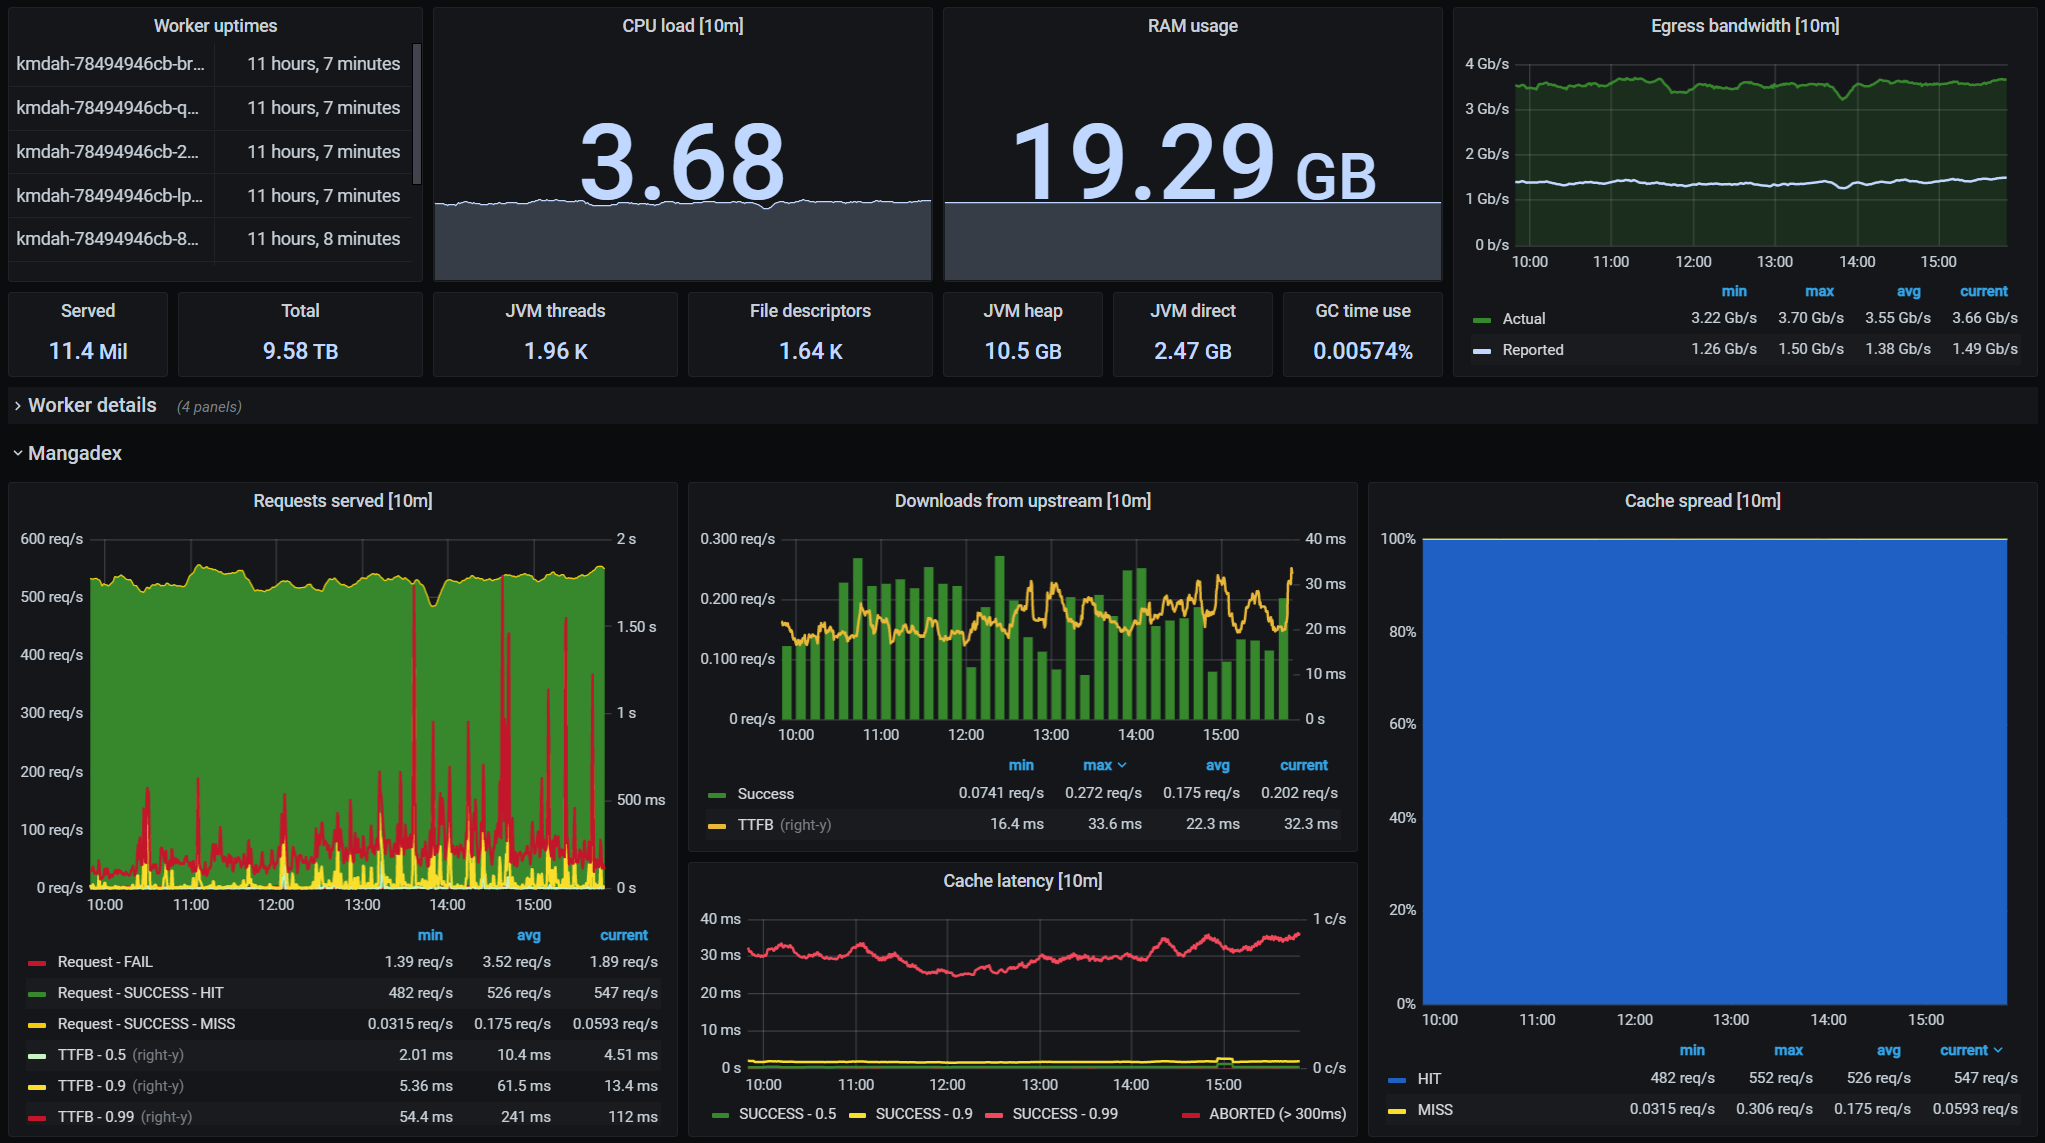 Worker uptimes
kmdah-78494946cb-br... 11 hours, 7 minutes
kmdah-78494946cb-q... 11 hours, 7 minutes
kmdah-78494946cb-2... 11 hours, 7 minutes
kmdah-78494946cb-lp... 11 hours, 7 minutes
kmdah-78494946cb-8... 11 hours, 8 minutes
CPU load [10m]
3.68
RAM usage
19.29 GB
Egress bandwidth [10m]
4 Gb/s
3 Gb/s
2 Gb/s
1 Gb/s
0 b/s
10:00 11:00 12:00 13:00 14:00 15:00
min max avg current
Actual 3.22 Gb/s 3.70 Gb/s 3.55 Gb/s 3.66 Gb/s
Reported 1.26 Gb/s 1.50 Gb/s 1.38 Gb/s 1.49 Gb/s
Served
11.4 Mil
Total
9.58 TB
JVM threads
1.96 K
File descriptors
1.64 K
JVM heap
10.5 GB
JVM direct
2.47 GB
GC time use
0.00574%
Worker details (4 panels)
Mangadex
Requests served [10m]
600 req/s 2 s
500 req/s
1.50 s
400 req/s
300 req/s 1 s
200 req/s
500 ms
100 req/s
0 req/s 0 s
10:00 11:00 12:00 13:00 14:00 15:00
min avg current
Request - FAIL 1.39 req/s 3.52 req/s 1.89 req/s
Request - SUCCESS - HIT 482 req/s 526 req/s 547 req/s
Request - SUCCESS - MISS 0.0315 req/s 0.175 req/s 0.0593 req/s
TTFB - 0.5 (right-y) 2.01 ms 10.4 ms 4.51 ms
TTFB - 0.9 (right-y) 5.36 ms 61.5 ms 13.4 ms
TTFB - 0.99 (right-y) 54.4 ms 241 ms 112 ms
Downloads from upstream [10m]
0.300 req/s 40 ms
30 ms
0.200 req/s
20 ms
0.100 req/s
10 ms
0 req/s 0 s
10:00 11:00 12:00 13:00 14:00 15:00
min max avg current
Success 0.0741 req/s 0.272 req/s 0.175 req/s 0.202 req/s
TTFB (right-y) 16.4 ms 33.6 ms 22.3 ms 32.3 ms
Cache latency [10m]
40 ms 1 c/s
30 ms
20 ms
10 ms
0 s 0 c/s
10:00 11:00 12:00 13:00 14:00 15:00
SUCCESS - 0.5 SUCCESS - 0.9 SUCCESS - 0.99 ABORTED (> 300ms)
Cache spread [10m]
100%
80%
60%
40%
20%
0%
10:00 11:00 12:00 13:00 14:00 15:00
min max avg current
HIT 482 req/s 552 req/s 526 req/s 547 req/s
MISS 0.0315 req/s 0.306 req/s 0.175 req/s 0.0593 req/s